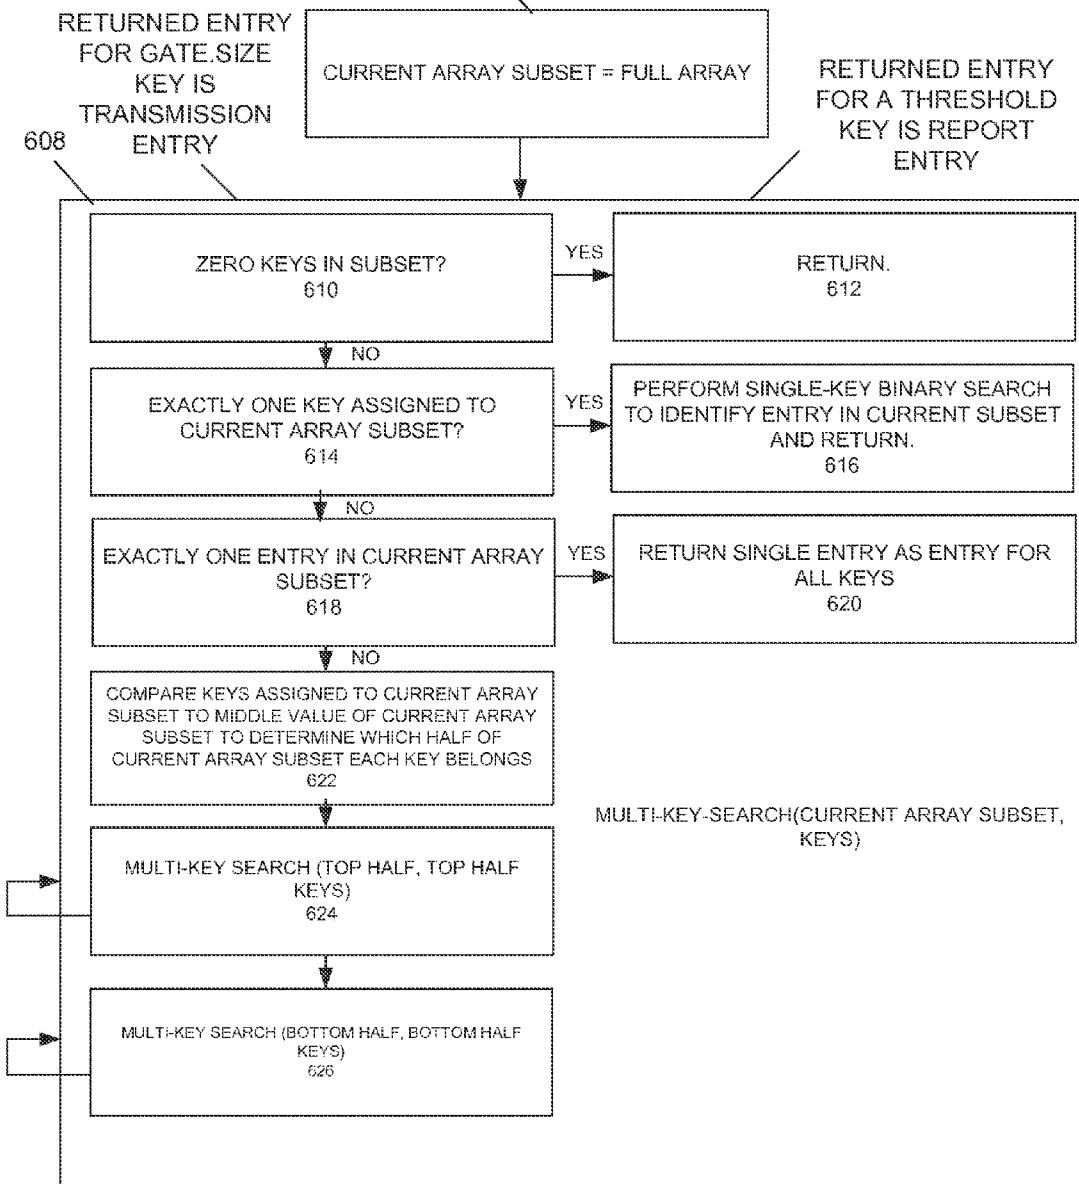 RETURNED ENTRY
FOR GATE.SIZE
KEY IS
TRANSMISSION
ENTRY
CURRENT ARRAY SUBSET = FULL ARRAY
RETURNED ENTRY
FOR A THRESHOLD
KEY IS REPORT
ENTRY
608
ZERO KEYS IN SUBSET?
610
YES
RETURN.
612
NO
EXACTLY ONE KEY ASSIGNED TO
CURRENT ARRAY SUBSET?
614
YES
PERFORM SINGLE-KEY BINARY SEARCH
TO IDENTIFY ENTRY IN CURRENT SUBSET
AND RETURN.
616
NO
EXACTLY ONE ENTRY IN CURRENT ARRAY
SUBSET?
618
YES
RETURN SINGLE ENTRY AS ENTRY FOR
ALL KEYS
620
NO
COMPARE KEYS ASSIGNED TO CURRENT ARRAY
SUBSET TO MIDDLE VALUE OF CURRENT ARRAY
SUBSET TO DETERMINE WHICH HALF OF
CURRENT ARRAY SUBSET EACH KEY BELONGS
622
MULTI-KEY-SEARCH(CURRENT ARRAY SUBSET,
KEYS)
MULTI-KEY SEARCH (TOP HALF, TOP HALF
KEYS)
624
MULTI-KEY SEARCH (BOTTOM HALF, BOTTOM HALF
KEYS)
626